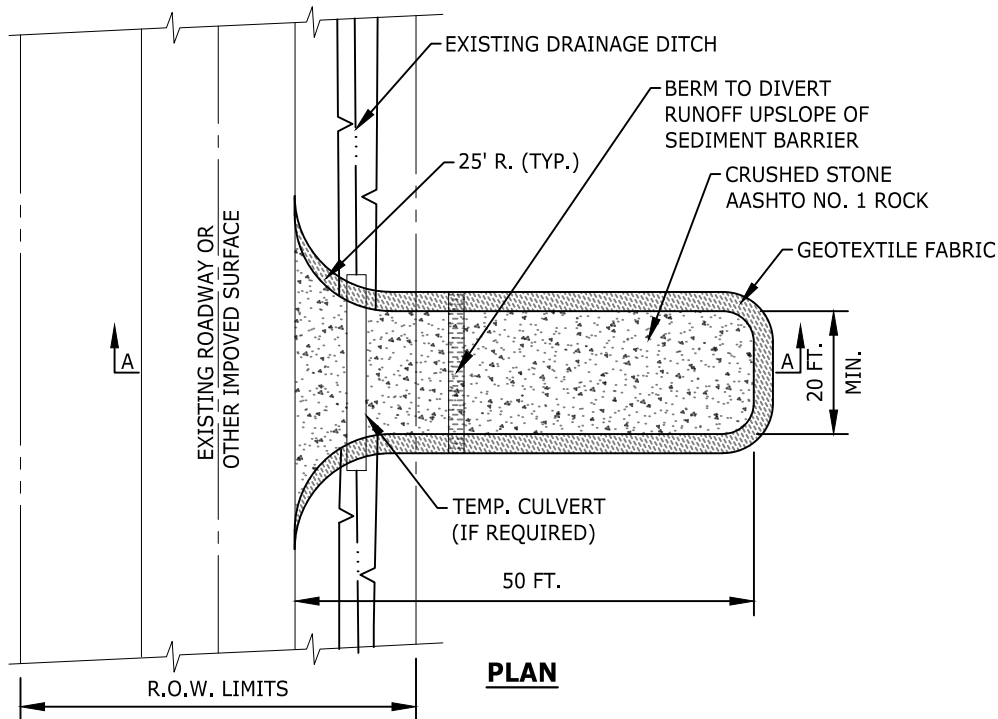 EXISTING DRAINAGE DITCH
BERM TO DIVERT
RUNOFF UPSLOPE OF
SEDIMENT BARRIER
25' R. (TYP.)
CRUSHED STONE
AASHTO NO. 1 ROCK
GEOTEXTILE FABRIC
EXISTING ROADWAY OR
OTHER IMPOVED SURFACE
A
A
20 FT.
MIN.
TEMP. CULVERT
(IF REQUIRED)
50 FT.
PLAN
R.O.W. LIMITS